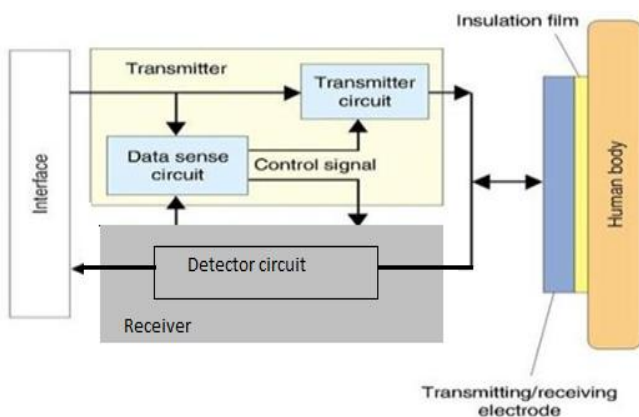 Insulation film
Transmitter
Transmitter
circuit
Data sense
circuit
Control signal
Interface
Human body
Detector circuit
Receiver
Transmitting/receiving
electrode